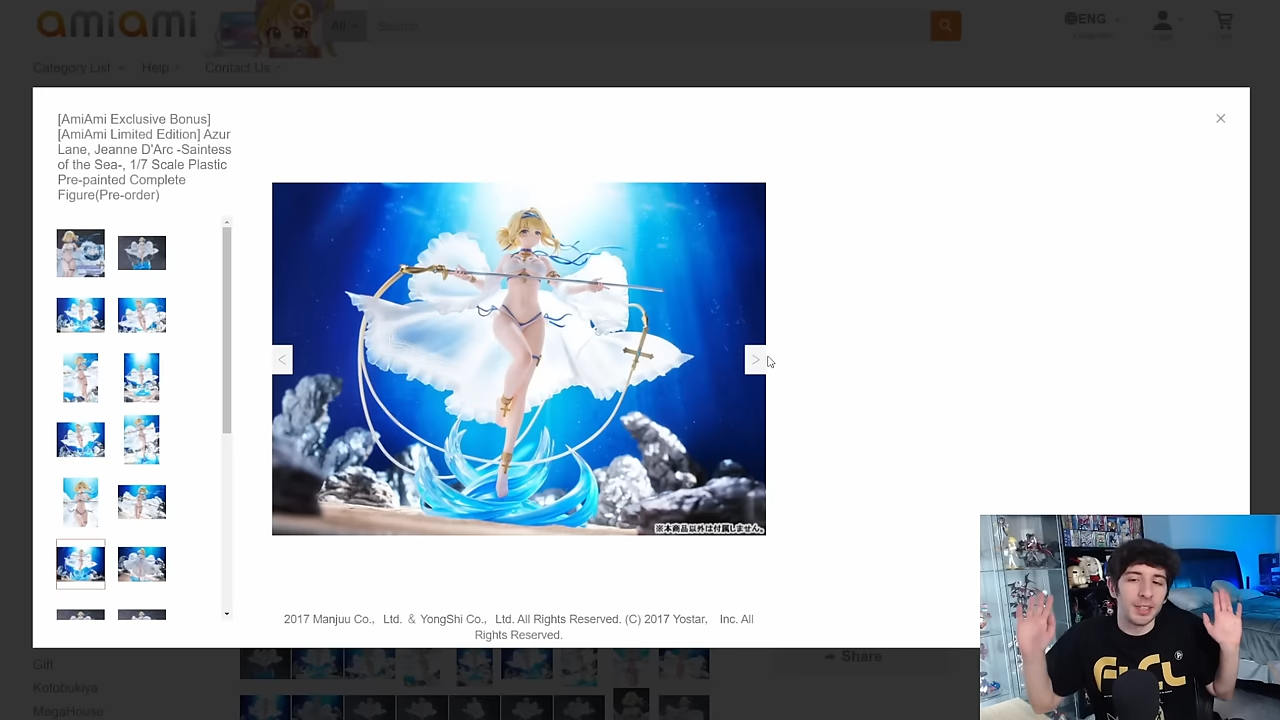 amiami
All
Search
ENG
Category List
Help
Contact Us
[AmiAmi Exclusive Bonus]
[AmiAmi Limited Edition] Azur
Lane, Jeanne D'Arc -Saintess
of the Sea-, 1/7 Scale Plastic
Pre-painted Complete
Figure(Pre-order)
※本商品以外は付属しません。
2017 Manjuu Co.，Ltd. ＆ YongShi Co.，Ltd. All Rights Reserved. (C) 2017 Yostar， Inc. All
Rights Reserved.
Gift
Kotobukiya
MegaHouse
Share
FLCL